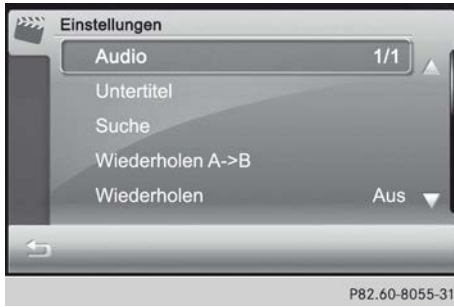 Einstellungen
Audio 1/1
Untertitel
Suche
Wiederholen A->B
Wiederholen Aus
P82.60-8055-31